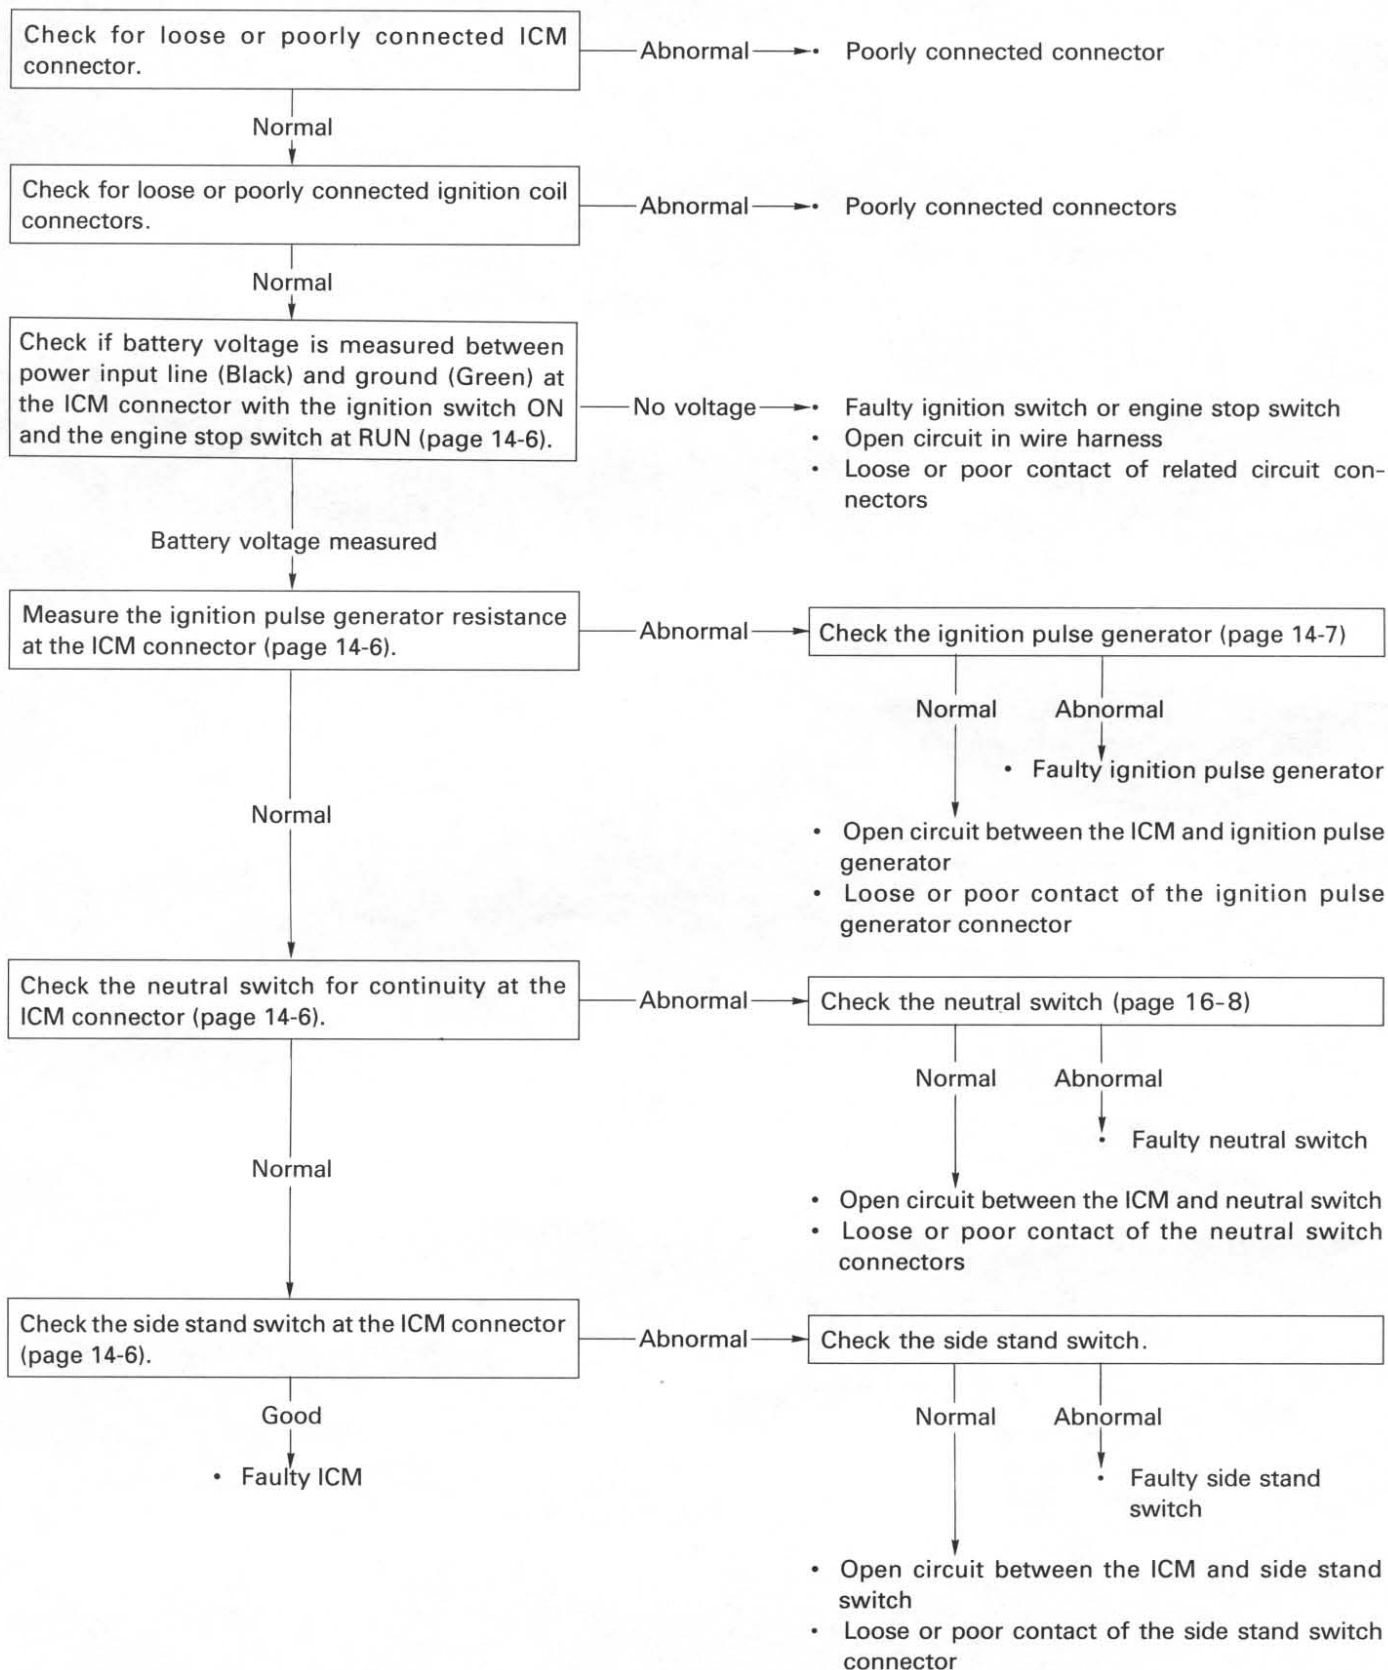 Check for loose or poorly connected ICM
connector.
Abnormal
• Poorly connected connector
Normal
Check for loose or poorly connected ignition coil
connectors.
Abnormal
• Poorly connected connectors
Normal
Check if battery voltage is measured between
power input line (Black) and ground (Green) at
the ICM connector with the ignition switch ON
and the engine stop switch at RUN (page 14-6).
No voltage
• Faulty ignition switch or engine stop switch
• Open circuit in wire harness
• Loose or poor contact of related circuit con-
nectors
Battery voltage measured
Measure the ignition pulse generator resistance
at the ICM connector (page 14-6).
Abnormal
Check the ignition pulse generator (page 14-7)
Normal
Abnormal
• Faulty ignition pulse generator
Normal
• Open circuit between the ICM and ignition pulse
generator
• Loose or poor contact of the ignition pulse
generator connector
Check the neutral switch for continuity at the
ICM connector (page 14-6).
Abnormal
Check the neutral switch (page 16-8)
Normal
Abnormal
• Faulty neutral switch
Normal
• Open circuit between the ICM and neutral switch
• Loose or poor contact of the neutral switch
connectors
Check the side stand switch at the ICM connector
(page 14-6).
Abnormal
Check the side stand switch.
Good
Normal
Abnormal
• Faulty ICM
• Faulty side stand
switch
• Open circuit between the ICM and side stand
switch
• Loose or poor contact of the side stand switch
connector